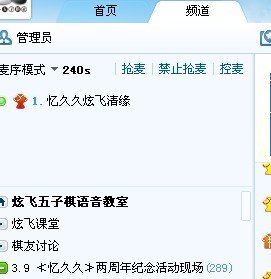 首页 频道
管理员
麦序模式 240s 抢麦 禁止抢麦 控麦
1. 忆久久炫飞清缘
炫飞五子棋语音教室
炫飞课堂
棋友讨论
3.9 ≮忆久久≯两周年纪念活动现场 (289)